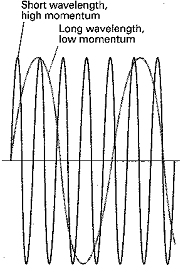 Short wavelength,
high momentum
Long wavelength,
low momentum